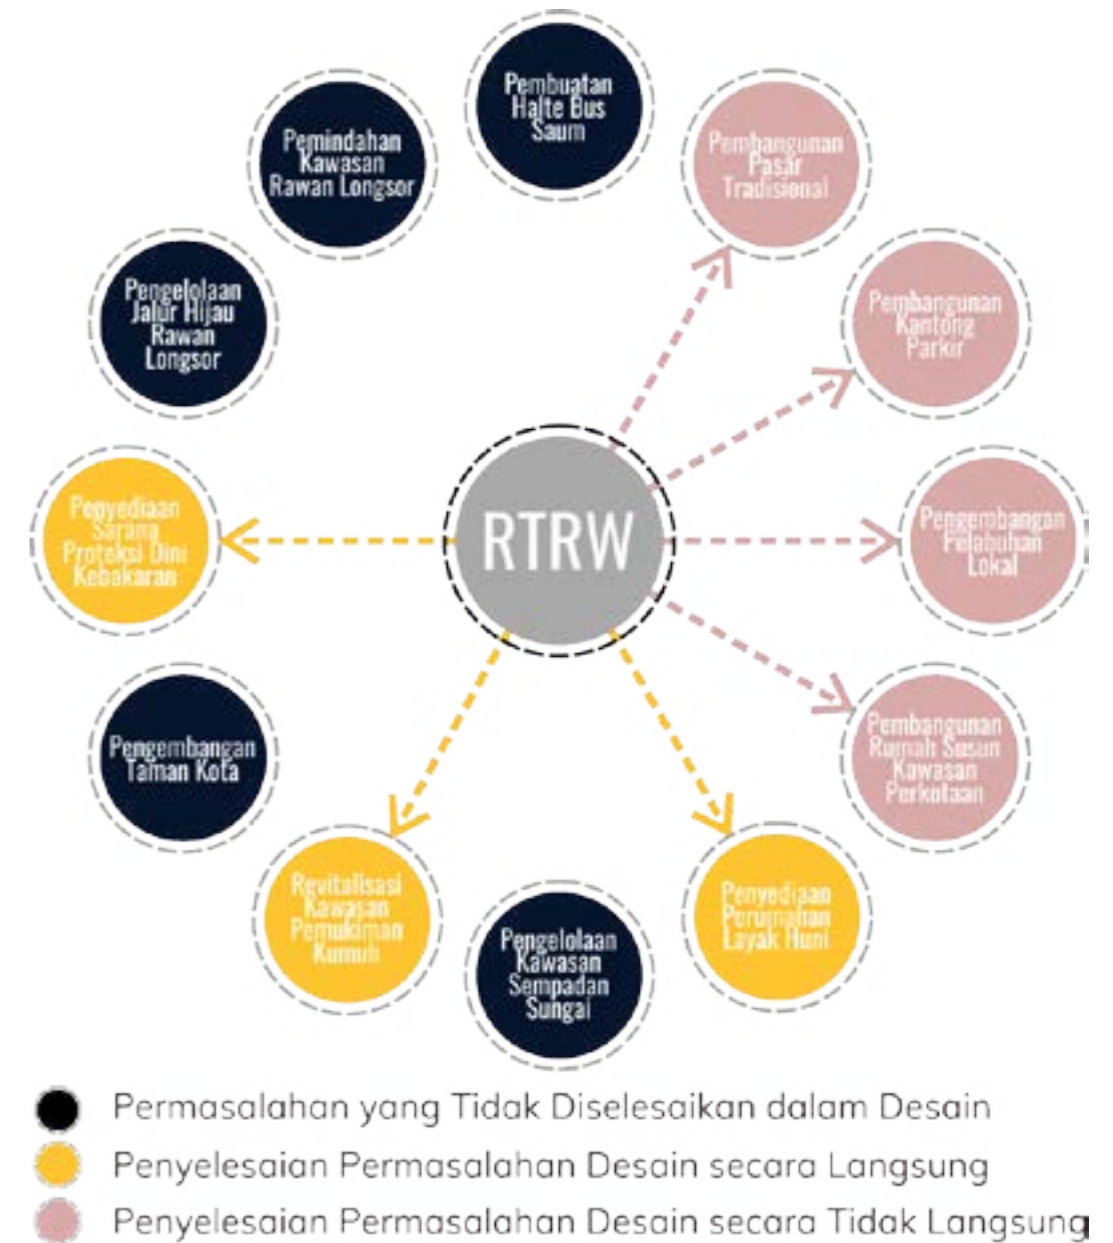 Pembuatan
Halte Bus
Saum
Pembangunan
Pasar
Tradisional
Pembangunan
Kantong
Parkir
Pengembangan
Pelabuhan
Lokal
Pembangunan
Rumah Susun
Kawasan
Perkotaan
Penyediaan
Perumahan
Layak Huni
Pengelolaan
Kawasan
Sempadan
Sungai
Revitalisasi
Kawasan
Pemukiman
Kumuh
Pengembangan
Taman Kota
Penyediaan
Sarana
Proteksi Dini
Kebakaran
Pengelolaan
Jalur Hijau
Rawan
Longsor
Pemindahan
Kawasan
Rawan Longsor
RTRW
Permasalahan yang Tidak Diselesaikan dalam Desain
Penyelesaian Permasalahan Desain secara Langsung
Penyelesaian Permasalahan Desain secara Tidak Langsung